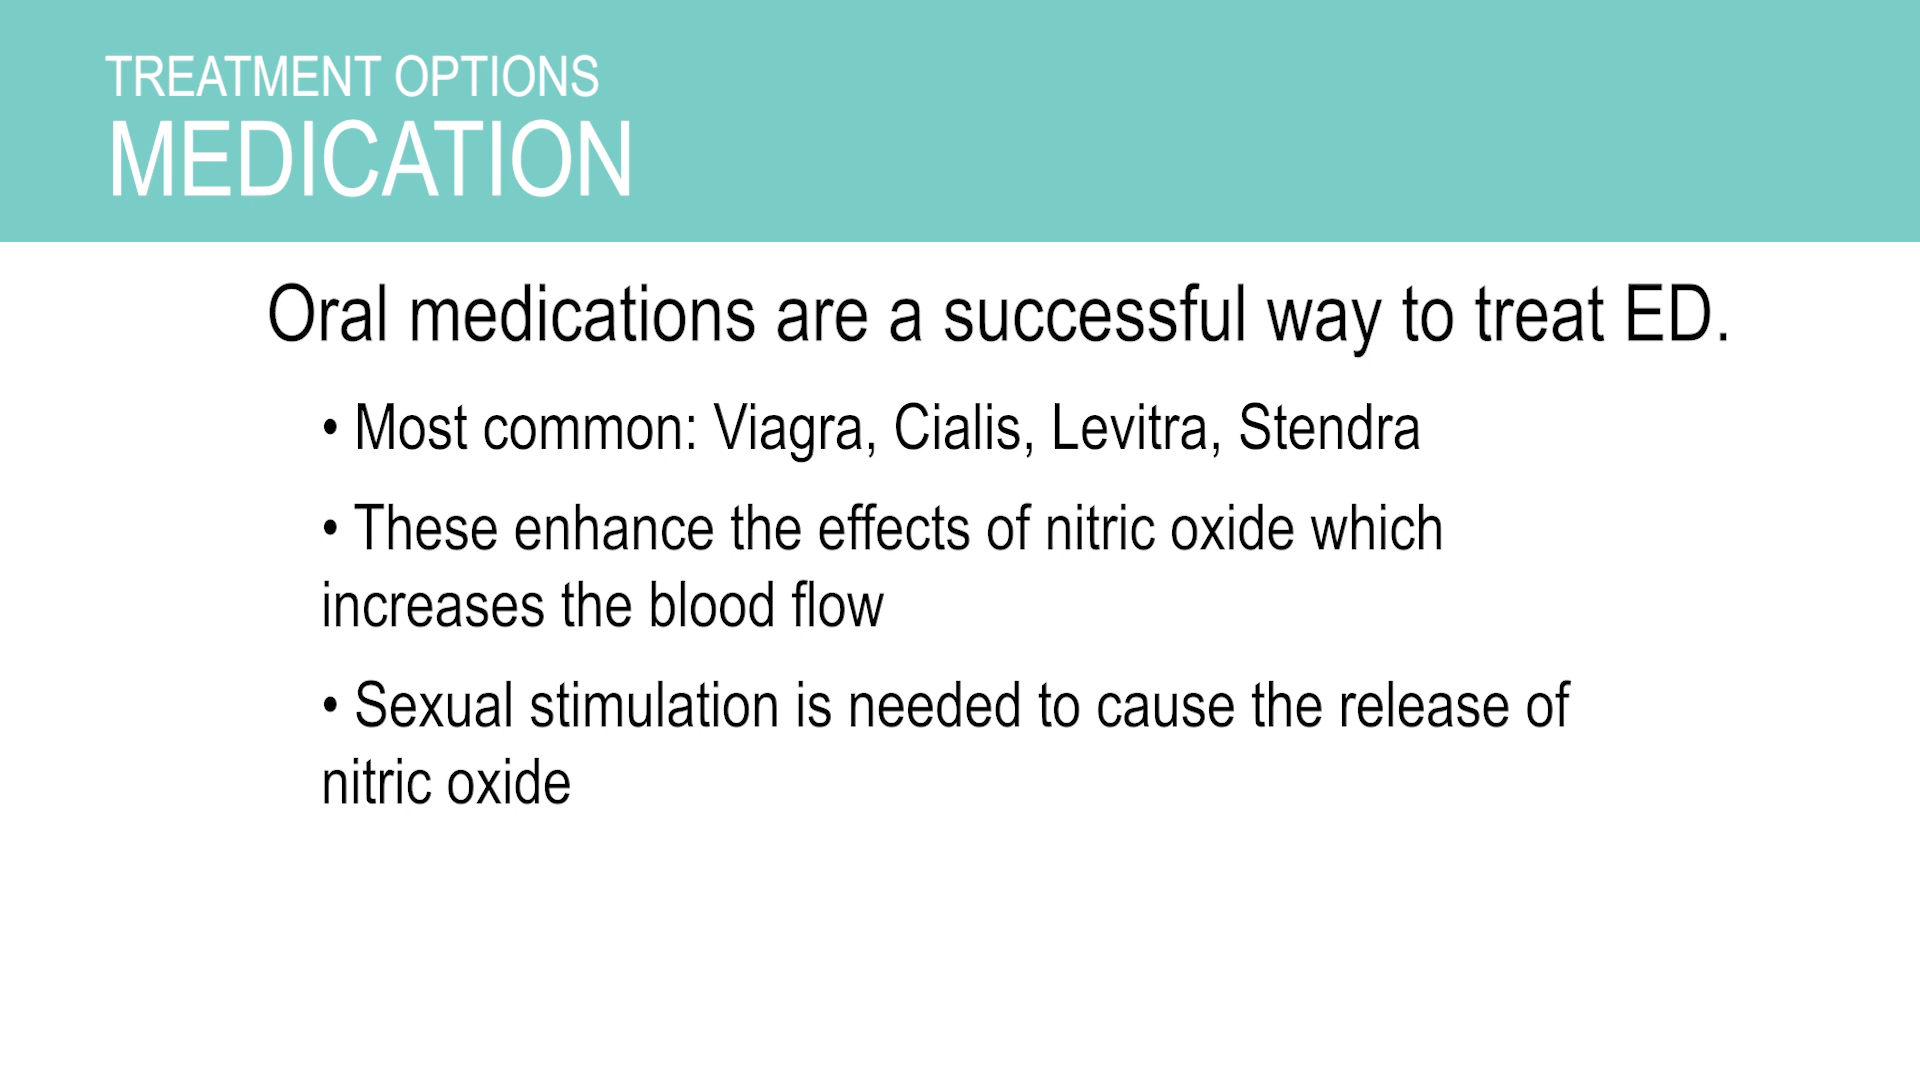 TREATMENT OPTIONS
MEDICATION
Oral medications are a successful way to treat ED.
• Most common: Viagra, Cialis, Levitra, Stendra
• These enhance the effects of nitric oxide which
increases the blood flow
• Sexual stimulation is needed to cause the release of
nitric oxide